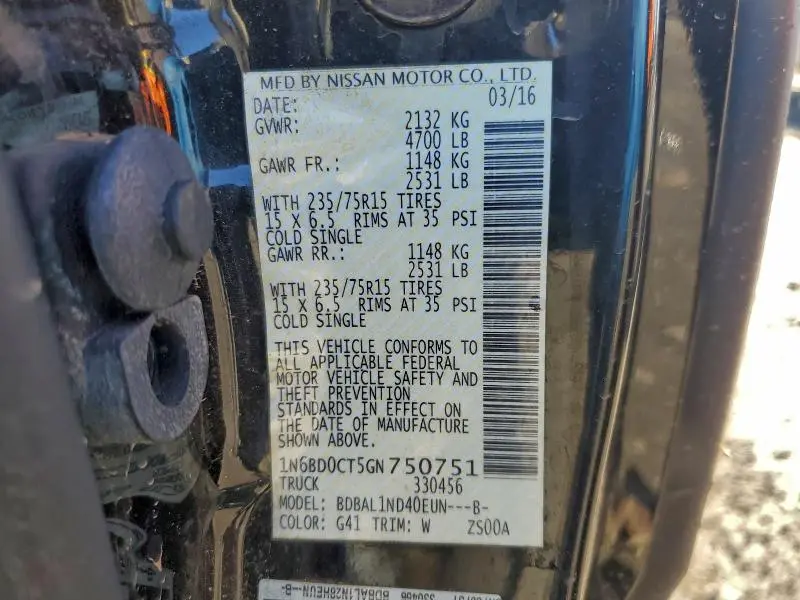 MFD BY NISSAN MOTOR CO., LTD.
DATE: 03/16
GVWR: 2132 KG
4700 LB
GAWR FR.: 1148 KG
2531 LB
WITH 235/75R15 TIRES
15 X 6.5 RIMS AT 35 PSI
COLD SINGLE
GAWR RR.: 1148 KG
2531 LB
WITH 235/75R15 TIRES
15 X 6.5 RIMS AT 35 PSI
COLD SINGLE
THIS VEHICLE CONFORMS TO
ALL APPLICABLE FEDERAL
MOTOR VEHICLE SAFETY AND
THEFT PREVENTION
STANDARDS IN EFFECT ON
THE DATE OF MANUFACTURE
SHOWN ABOVE.
1N6BD0CT5GN750751
TRUCK 330456
MODEL: BDBAL1ND40EUN---B-
COLOR: G41 TRIM: W ZS00A